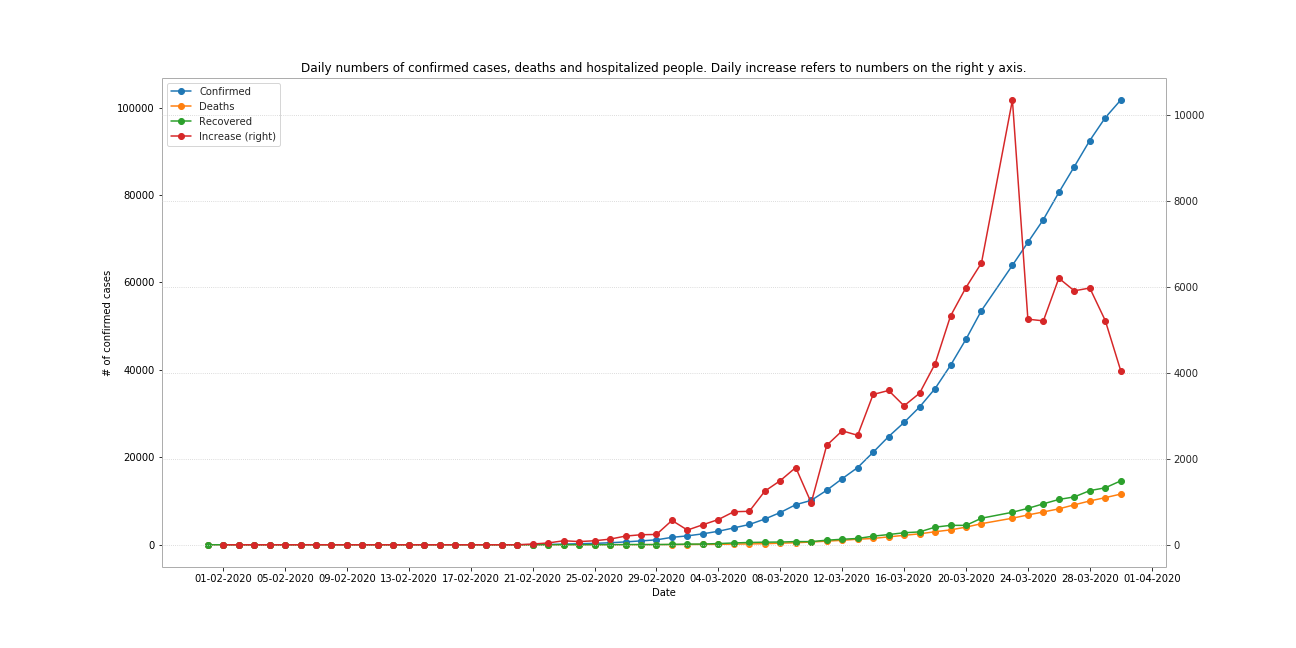 Daily numbers of confirmed cases, deaths and hospitalized people. Daily increase refers to numbers on the right y axis.
Confirmed
Deaths
Recovered
Increase (right)
100000
80000
60000
40000
20000
0
# of confirmed cases
10000
8000
6000
4000
2000
0
01-02-2020 05-02-2020 09-02-2020 13-02-2020 17-02-2020 21-02-2020 25-02-2020 29-02-2020 04-03-2020 08-03-2020 12-03-2020 16-03-2020 20-03-2020 24-03-2020 28-03-2020 01-04-2020
Date